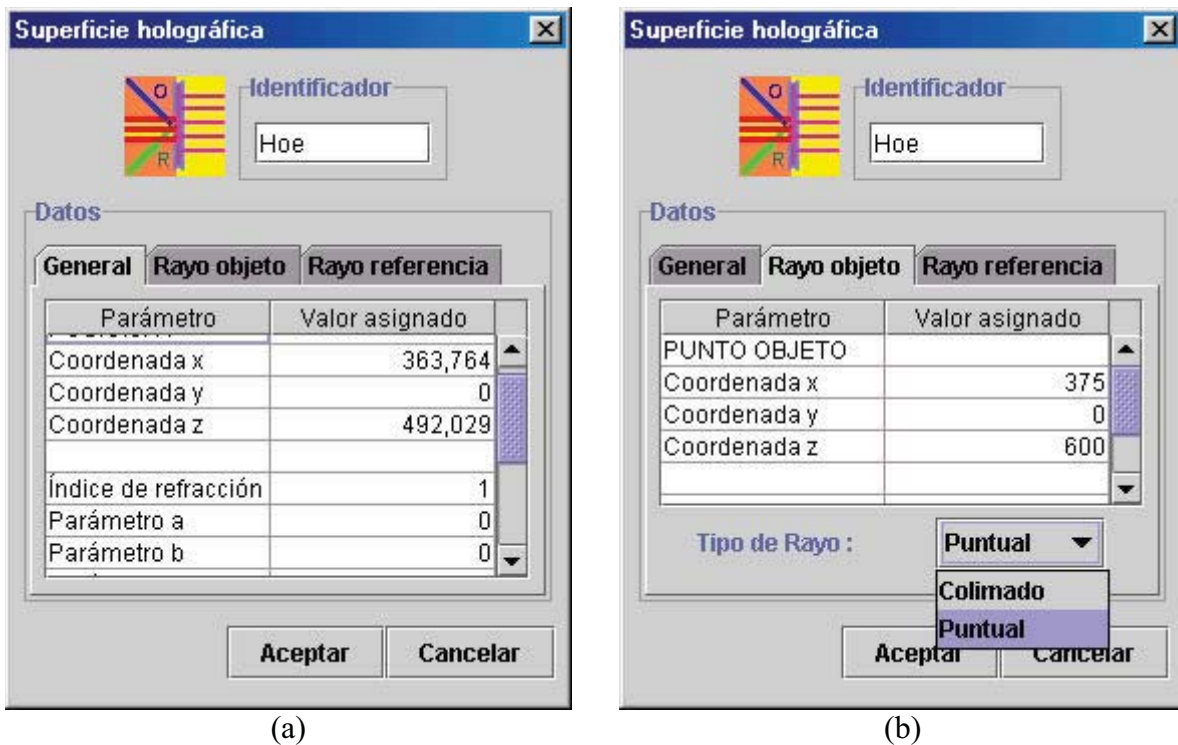 Superficie holográfica
O
R
Identificador
Hoe
Datos
General Rayo objeto Rayo referencia
Parámetro Valor asignado
Coordenada x 363,764
Coordenada y 0
Coordenada z 492,029
Índice de refracción 1
Parámetro a 0
Parámetro b 0
Aceptar Cancelar
(a)
Superficie holográfica
O
R
Identificador
Hoe
Datos
General Rayo objeto Rayo referencia
Parámetro Valor asignado
PUNTO OBJETO
Coordenada x 375
Coordenada y 0
Coordenada z 600
Tipo de Rayo : Puntual
Colimado
Puntual
Aceptar Cancelar
(b)